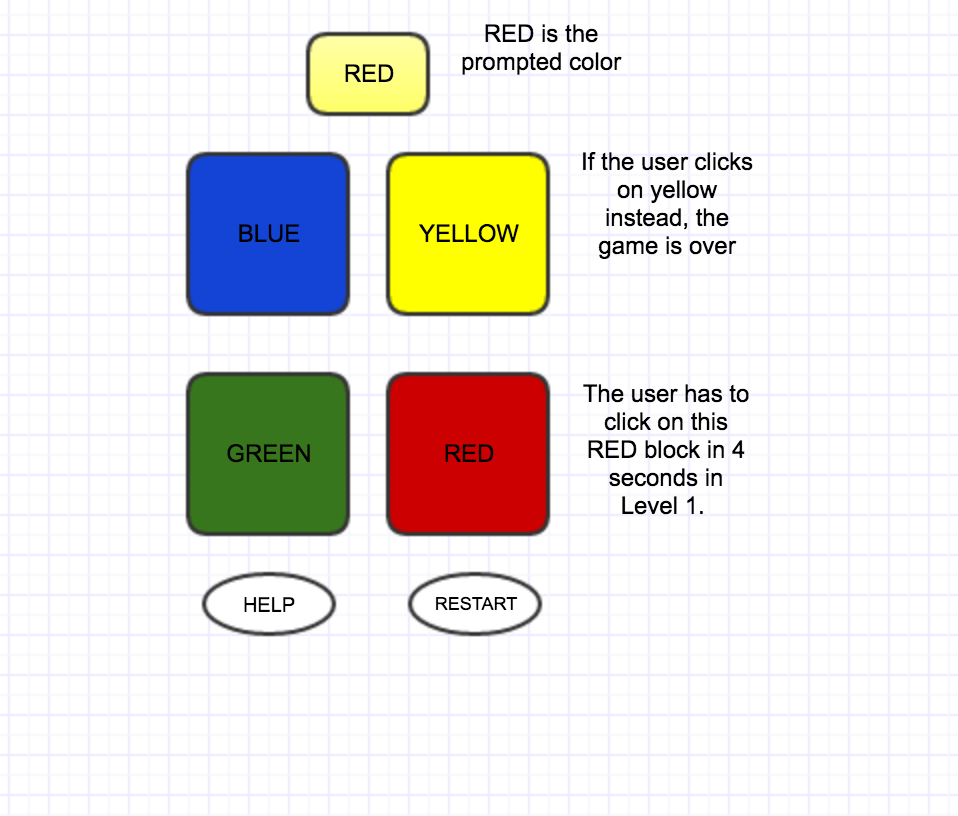 RED
RED is the
prompted color
BLUE
YELLOW
If the user clicks
on yellow
instead, the
game is over
GREEN
RED
The user has to
click on this
RED block in 4
seconds in
Level 1.
HELP
RESTART